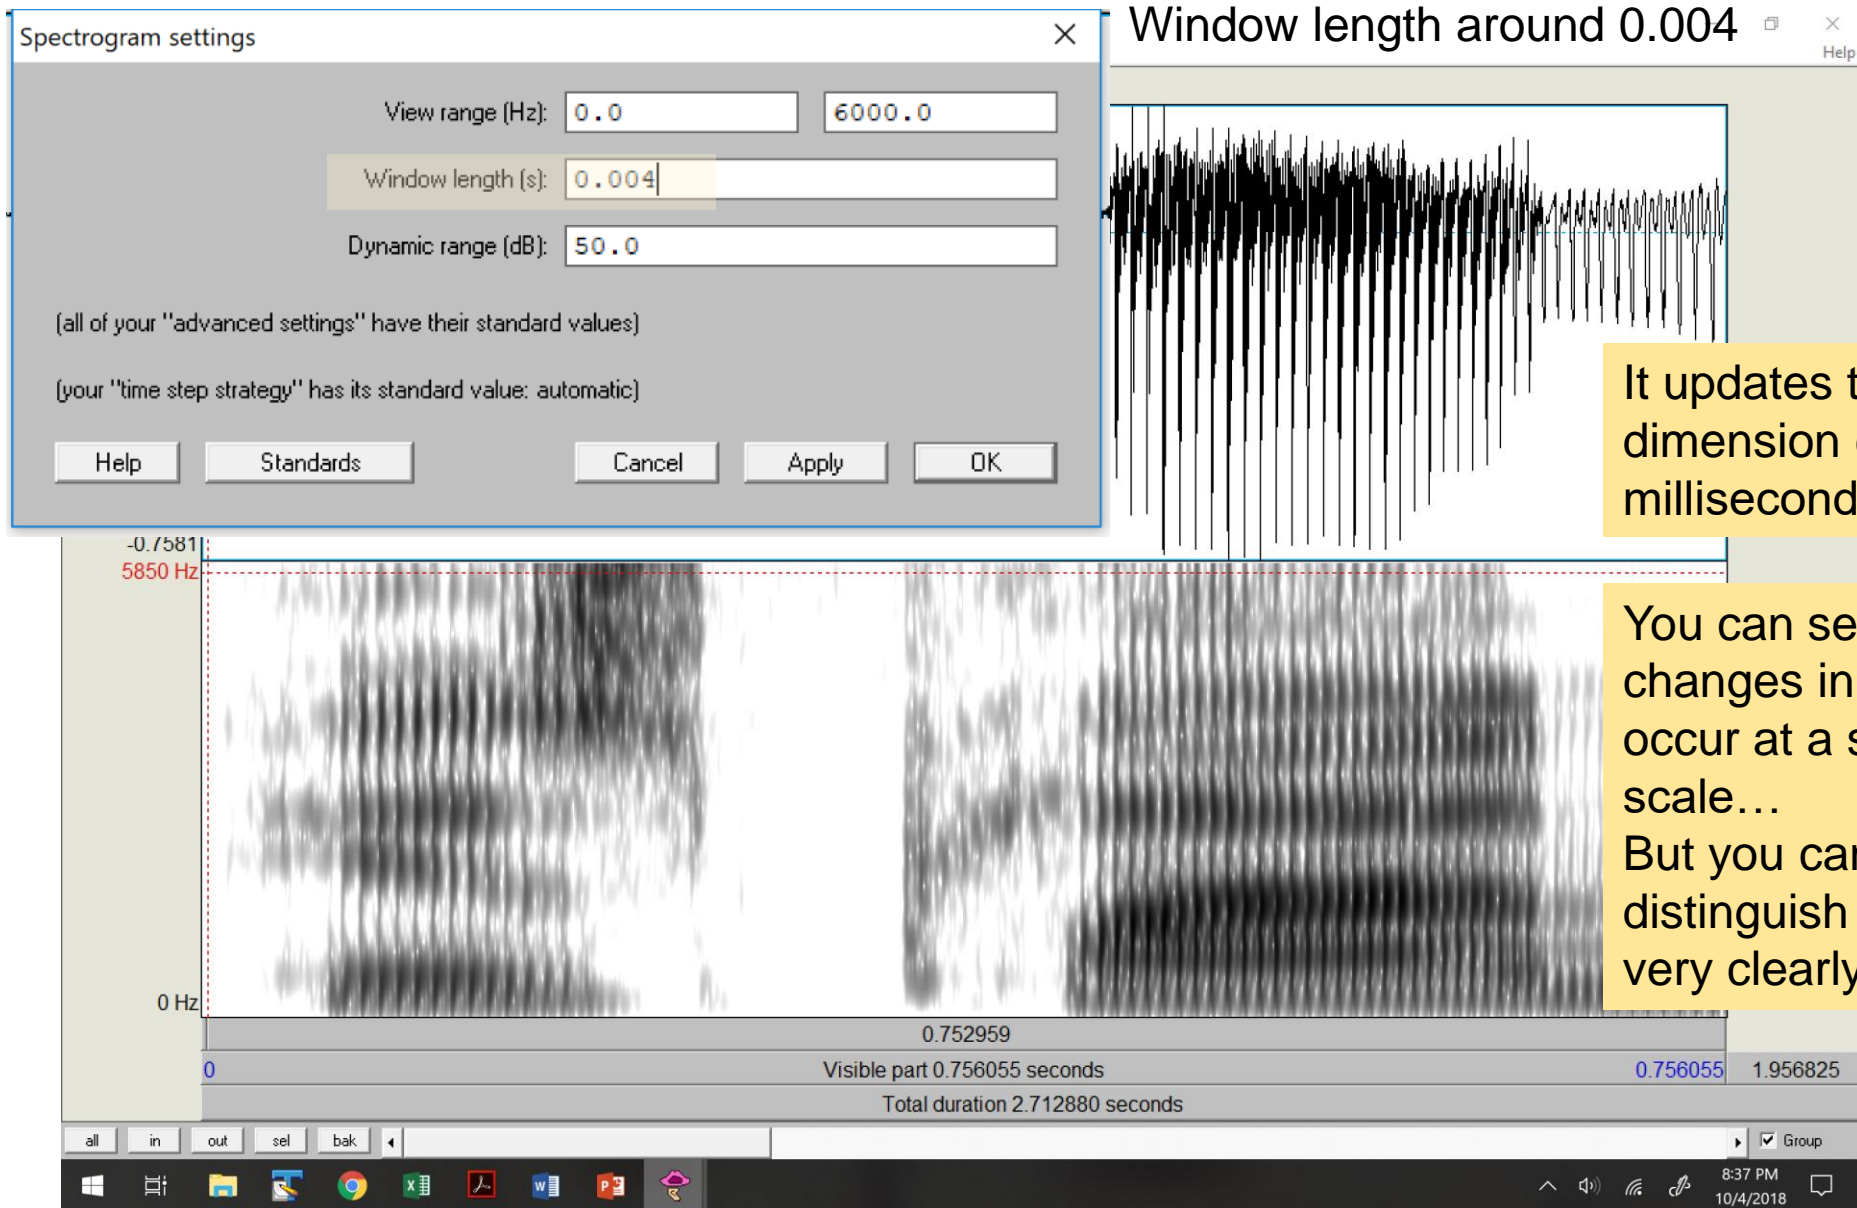 Window length around 0.004
Spectrogram settings
Help
View range (Hz): 0.0 6000.0
Window length (s): 0.004
Dynamic range (dB): 50.0
(all of your "advanced settings" have their standard values)
(your "time step strategy" has its standard value: automatic)
Help Standards Cancel Apply OK
It updates
dimension
millisecond
You can
changes in
occur at a
scale…
But you
distinguish
very clearly
-0.7581
5850 Hz
0 Hz
0.752959
0 Visible part 0.756055 seconds 0.756055 1.956825
Total duration 2.712880 seconds
all in out sel bak Group
8:37 PM
10/4/2018